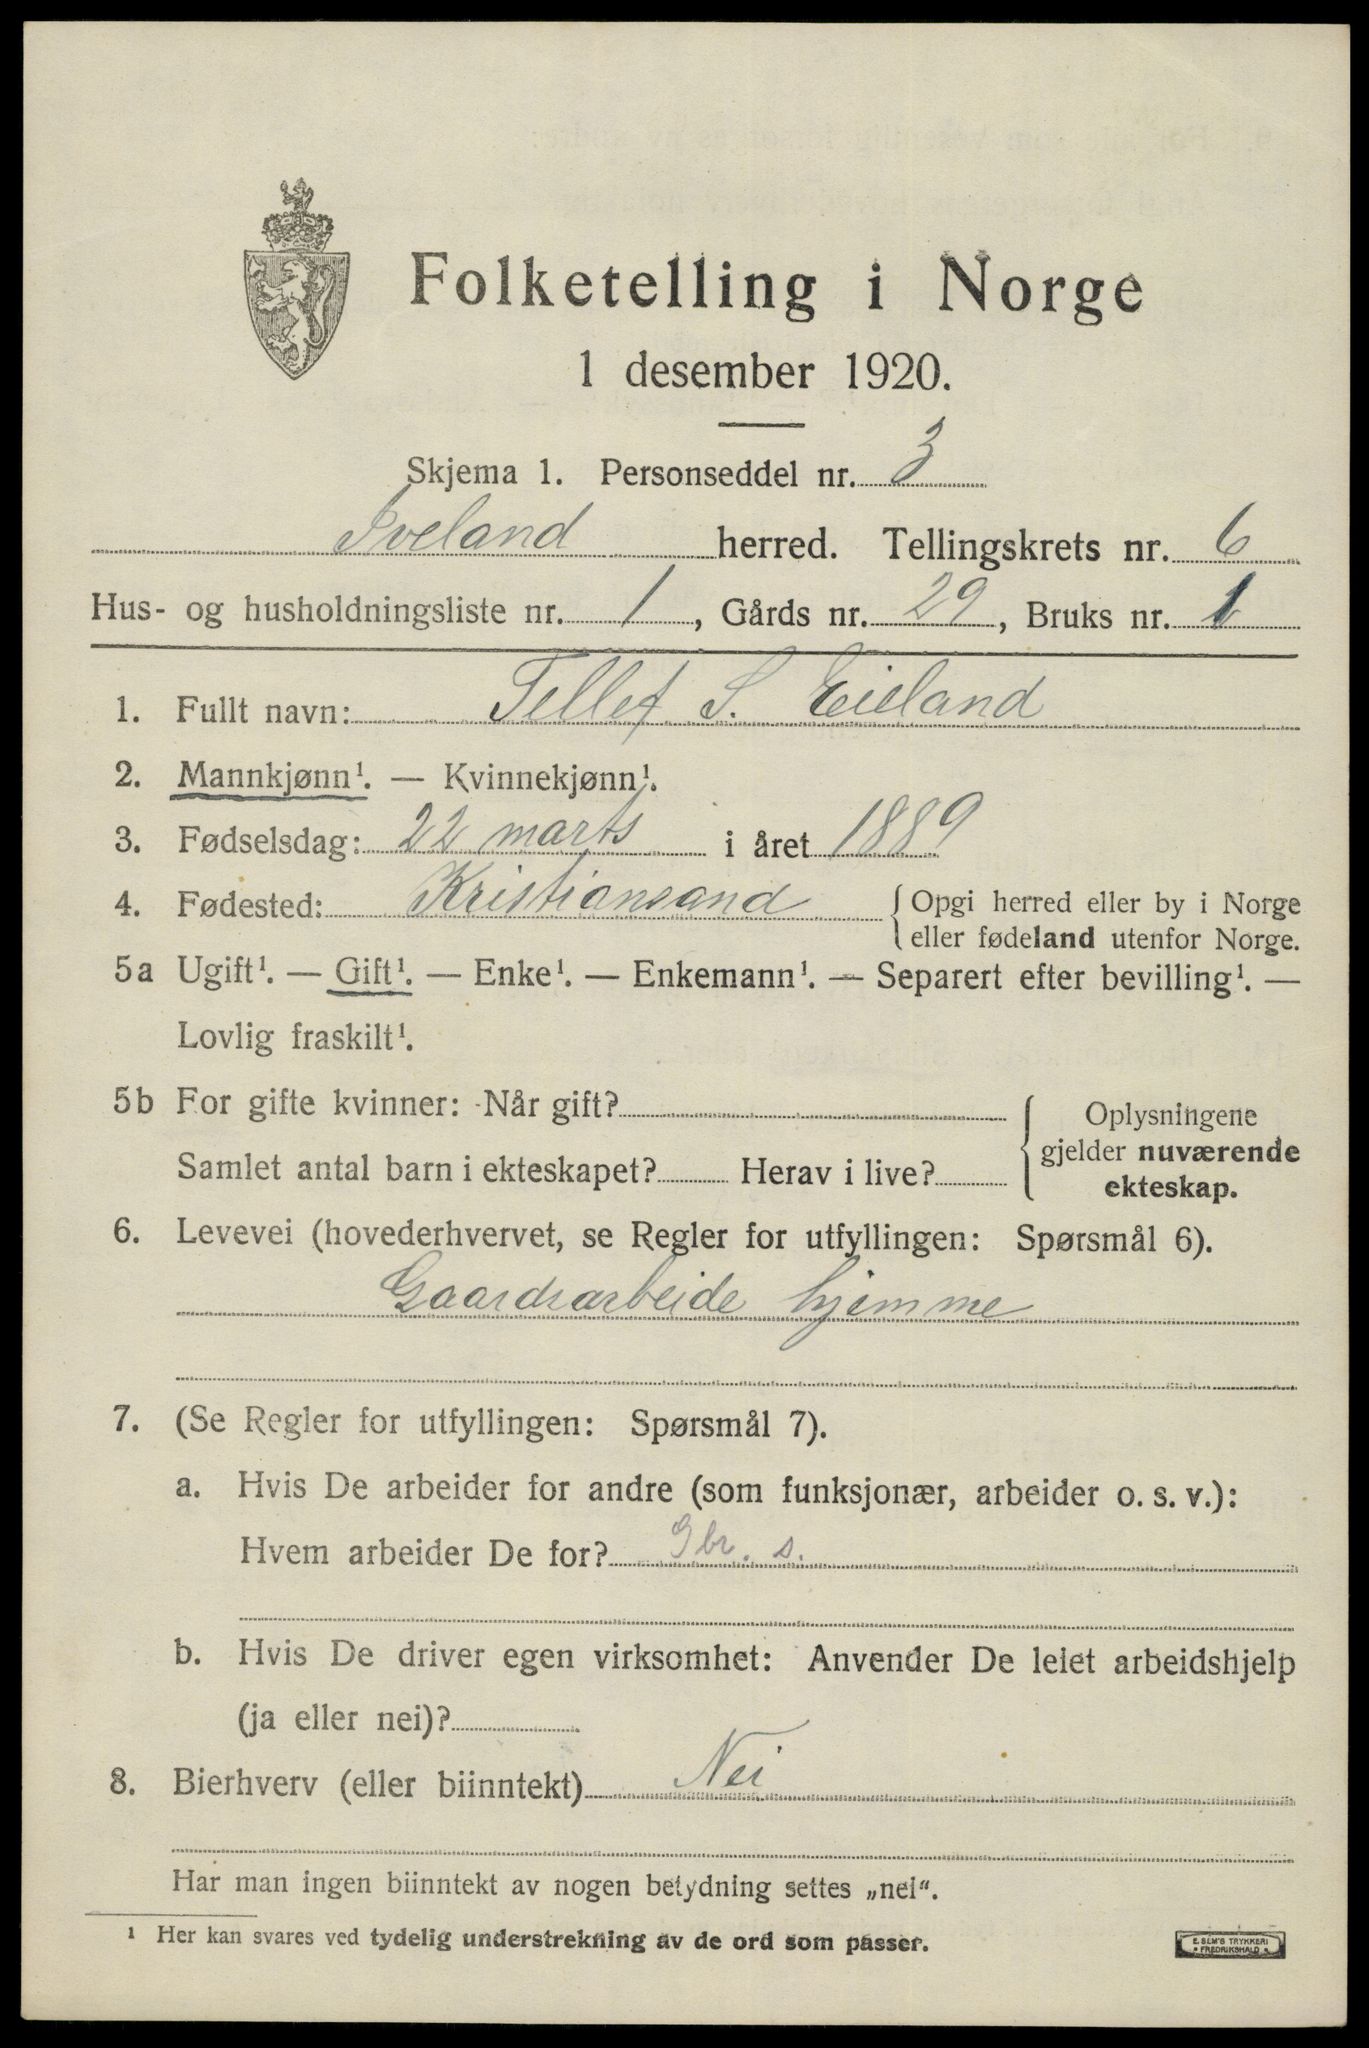 Folketelling i Norge
1 desember 1920.
Skjema 1. Personseddel nr. 3
Iveland herred. Tellingskrets nr. 6
Hus- og husholdningsliste nr. 1, Gårds nr. 29, Bruks nr. 1
1. Fullt navn: Tellef S. Eieland
2. Mannkjønn¹. — Kvinnekjønn¹.
3. Fødselsdag: 22 marts i året 1889
4. Fødested: Kristiansand { Opgi herred eller by i Norge
eller fødeland utenfor Norge.
5a Ugift¹. — Gift¹. — Enke¹. — Enkemann¹. — Separert efter bevilling¹. —
Lovlig fraskilt¹.
5b For gifte kvinner: Når gift? { Oplysningene
gjelder nuværende
Samlet antal barn i ekteskapet? Herav i live? ekteskap.
6. Levevei (hovederhvervet, se Regler for utfyllingen: Spørsmål 6).
Gaardsarbeide hjemme
7. (Se Regler for utfyllingen: Spørsmål 7).
a. Hvis De arbeider for andre (som funksjonær, arbeider o. s. v.):
Hvem arbeider De for? Gbr. s.
b. Hvis De driver egen virksomhet: Anvender De leiet arbeidshjelp
(ja eller nei)?
8. Bierhverv (eller biinntekt) Nei
Har man ingen biinntekt av nogen betydning settes „nei“.
¹ Her kan svares ved tydelig understrekning av de ord som passer.
E. SEM'S TRYKKERI
FREDRIKSHALD